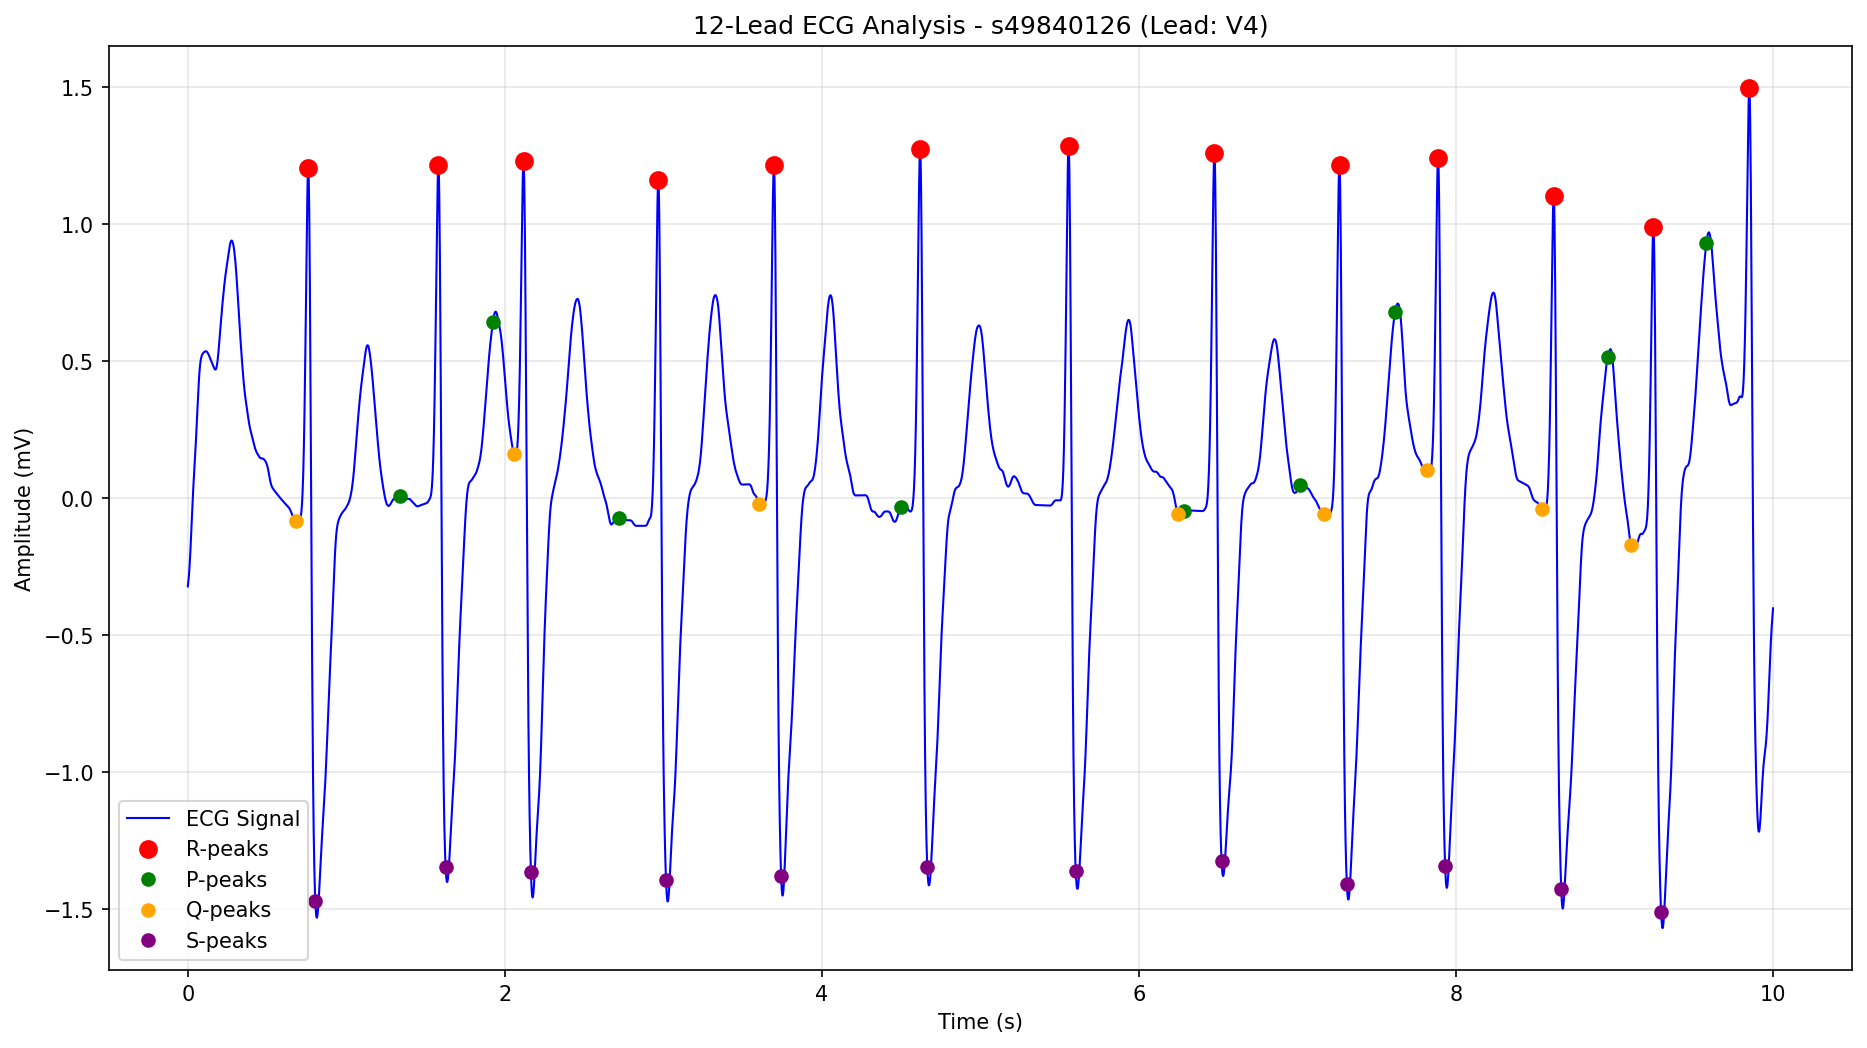 12-Lead ECG Analysis - s49840126 (Lead: V4)
Amplitude (mV)
1.5
1.0
0.5
0.0
−0.5
−1.0
−1.5
ECG Signal
R-peaks
P-peaks
Q-peaks
S-peaks
0 2 4 6 8 10
Time (s)